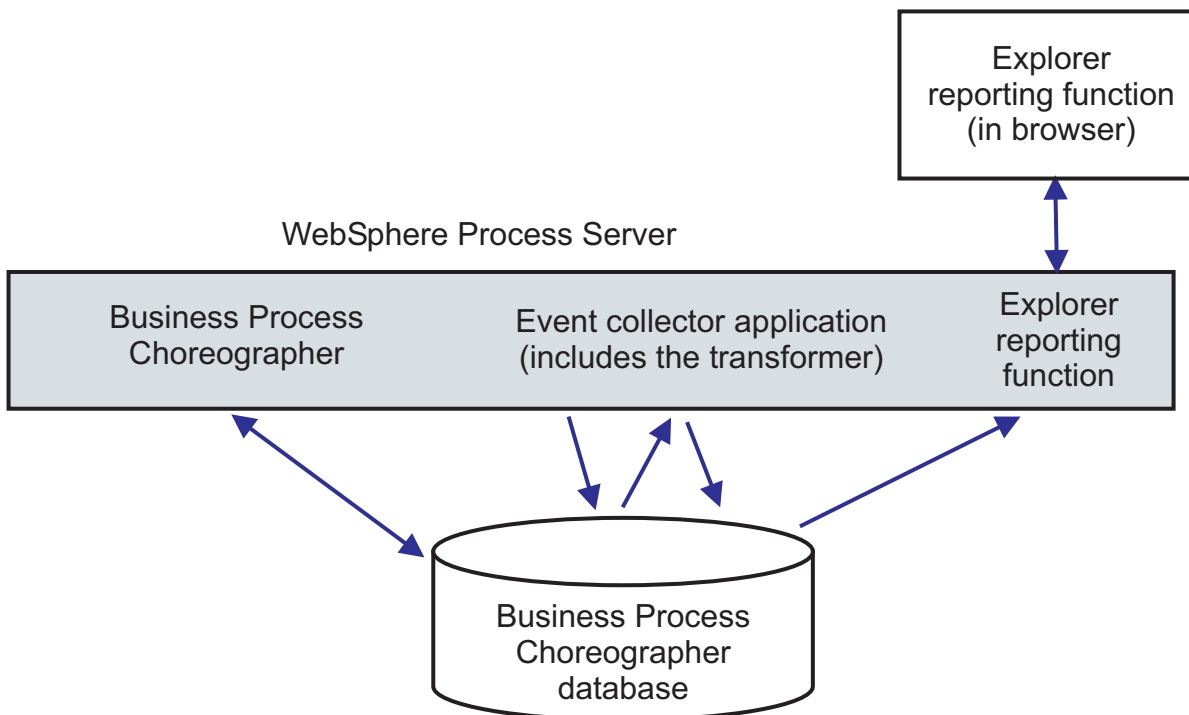 Explorer
reporting function
(in browser)
WebSphere Process Server
Business Process
Choreographer
Event collector application
(includes the transformer)
Explorer
reporting
function
Business Process
Choreographer
database